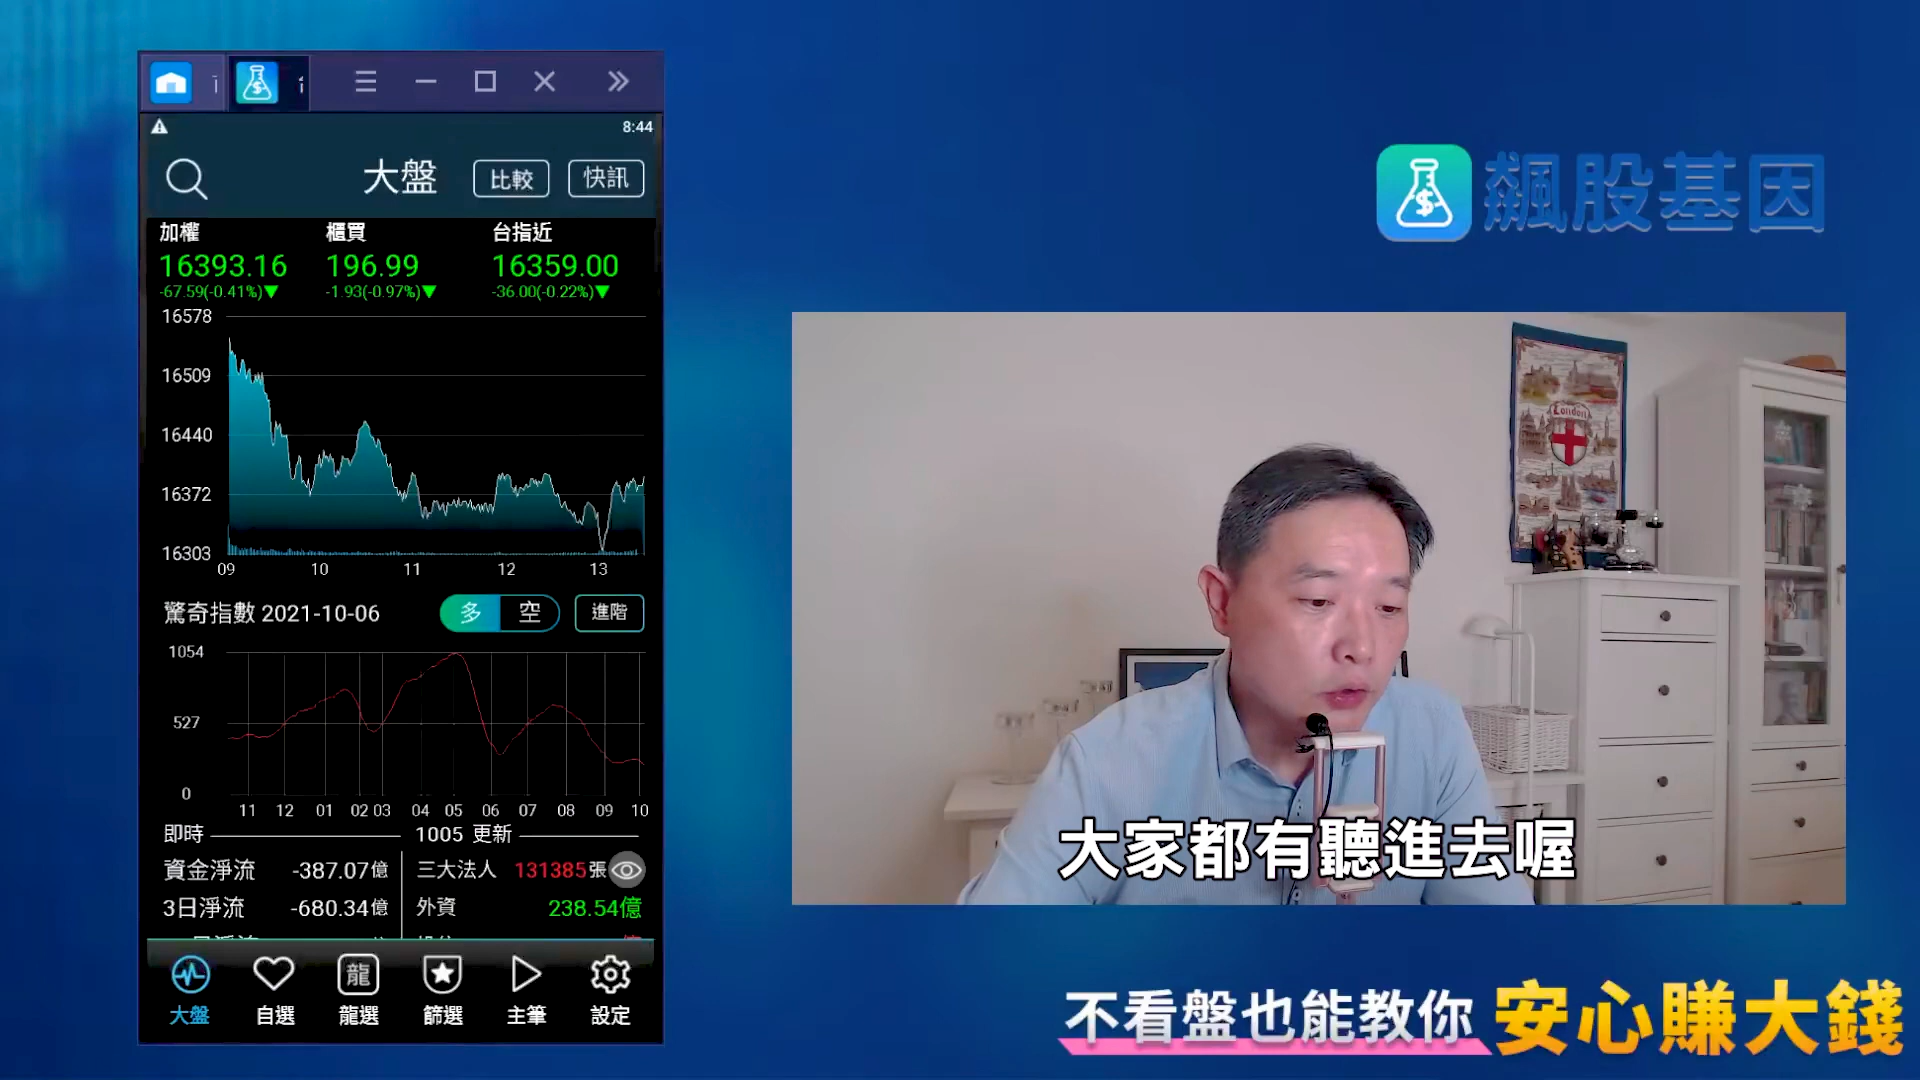 8:44
大盤
比較
快訊
加權
櫃買
台指近
16393.16
196.99
16359.00
-67.59(-0.41%)▼
-1.93(-0.97%)▼
-36.00(-0.22%)▼
16578
16509
16440
16372
16303
09 10 11 12 13
驚奇指數 2021-10-06
多
空
進階
1054
527
0
11 12 01 02 03 04 05 06 07 08 09 10
即時
1005 更新
資金淨流 -387.07億
三大法人 131385張
3日淨流 -680.34億
外資 238.54億
大盤
自選
龍
龍選
篩選
主筆
設定
飆股基因
London
大家都有聽進去喔
不看盤也能教你 安心賺大錢